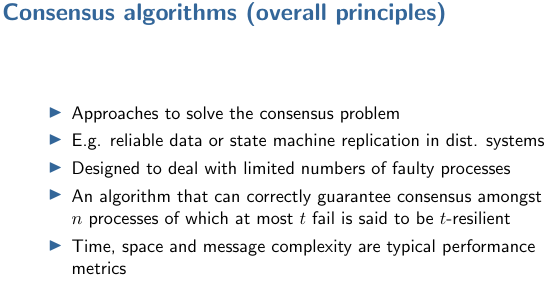 Consensus algorithms (overall principles)
▶ Approaches to solve the consensus problem
▶ E.g. reliable data or state machine replication in dist. systems
▶ Designed to deal with limited numbers of faulty processes
▶ An algorithm that can correctly guarantee consensus amongst
n processes of which at most t fail is said to be t-resilient
▶ Time, space and message complexity are typical performance
metrics